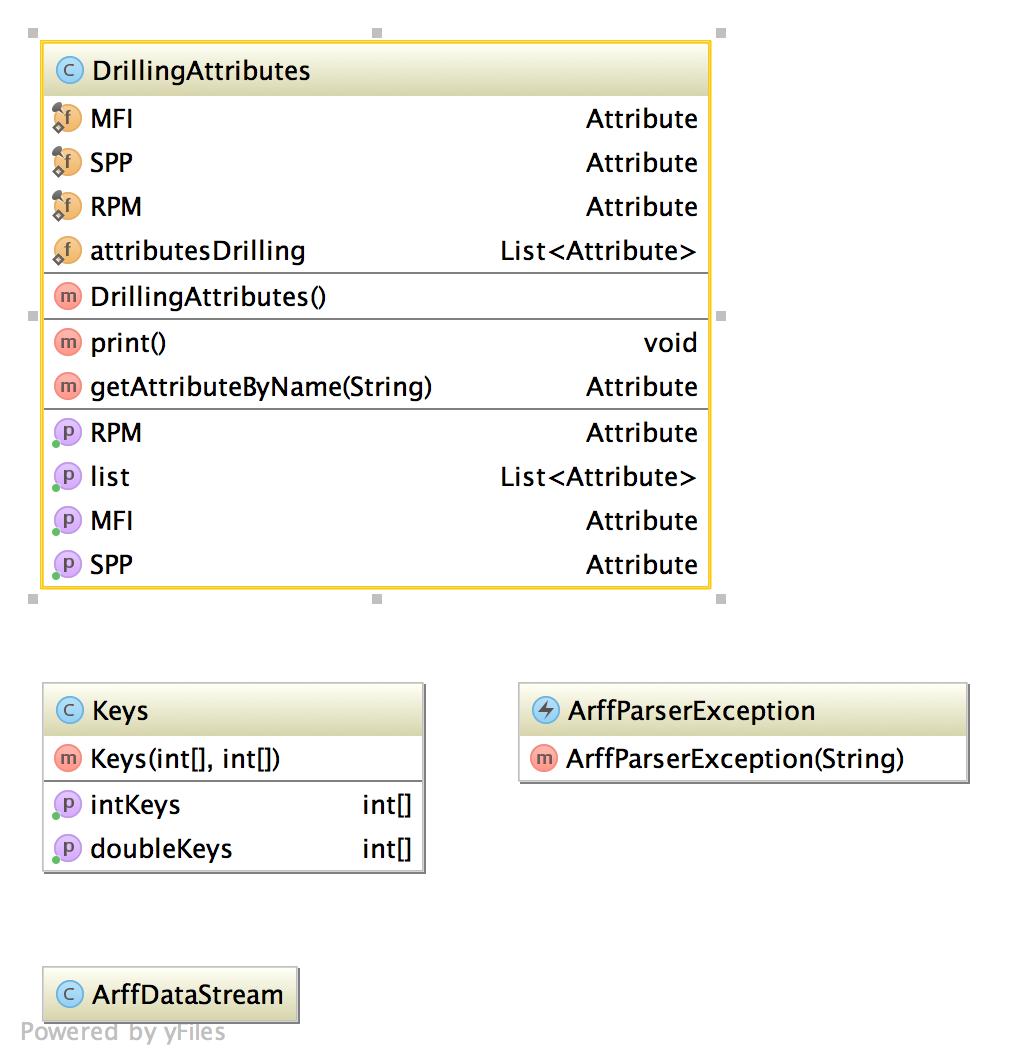 C DrillingAttributes
f MFI Attribute
f SPP Attribute
f RPM Attribute
f attributesDrilling List<Attribute>
m DrillingAttributes()
m print() void
m getAttributeByName(String) Attribute
p RPM Attribute
p list List<Attribute>
p MFI Attribute
p SPP Attribute
C Keys
m Keys(int[], int[])
p intKeys int[]
p doubleKeys int[]
ArffParserException
m ArffParserException(String)
C ArffDataStream
Powered by yFiles